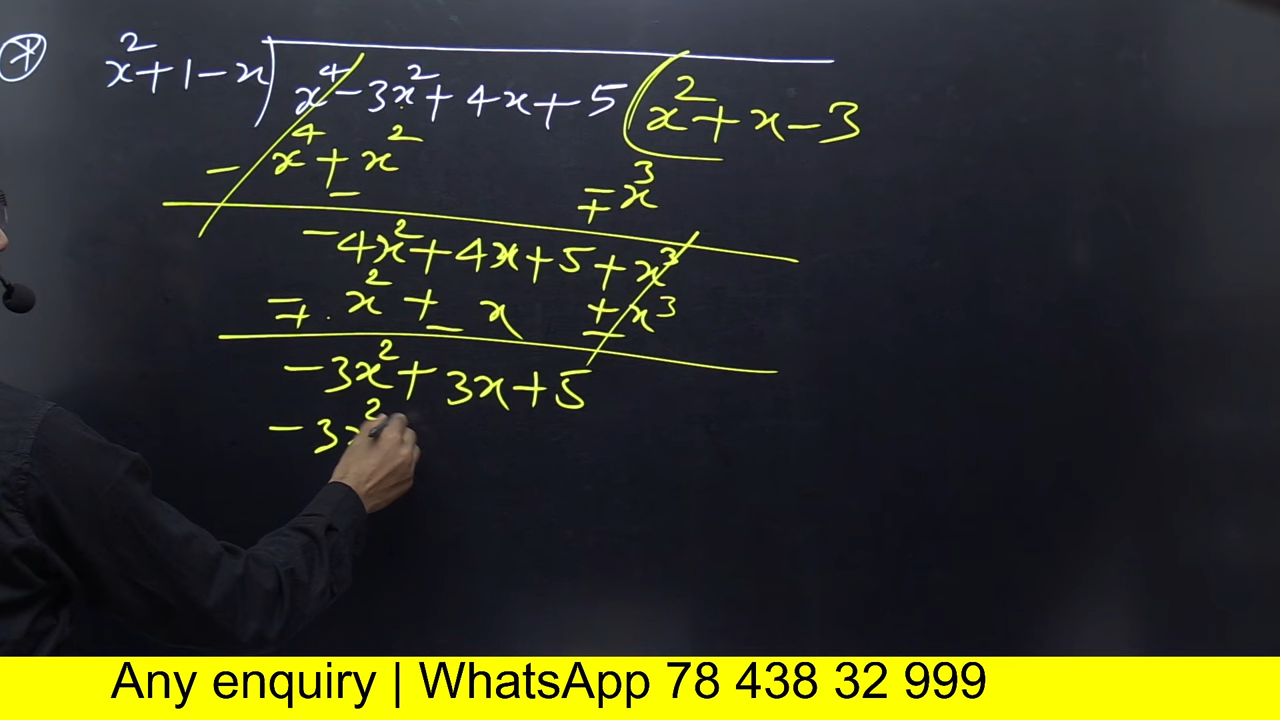 * x²+1-x) x⁴-3x²+4x+5 (x²+x-3
- x⁴+x² ∓x³
-
-4x²+4x+5+x³
∓ x²+ x +x³
- -
-3x²+3x+5
-3x²
Any enquiry | WhatsApp 78 438 32 999